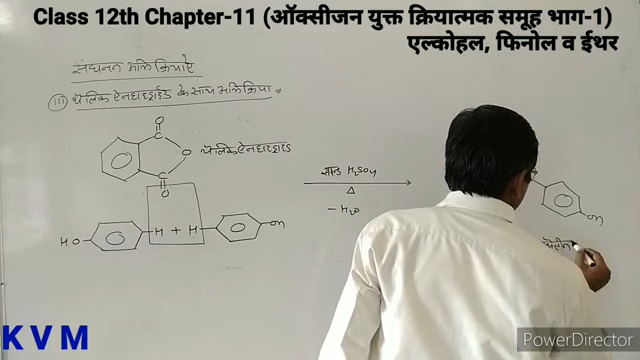 Class 12th Chapter-11 (ऑक्सीजन युक्त क्रियात्मक समूह भाग-1)
एल्कोहल, फिनोल व ईथर
संघनन अभिक्रियाऐं
(iii) थैलिक ऐनहाइड्राइड के साथ अभिक्रिया
O
C
O थैलिक ऐनहाइड्राइड
C
O
सान्द्र H₂SO₄
Δ
- H₂O
HO H + H OH
OH
K V M
PowerDirector